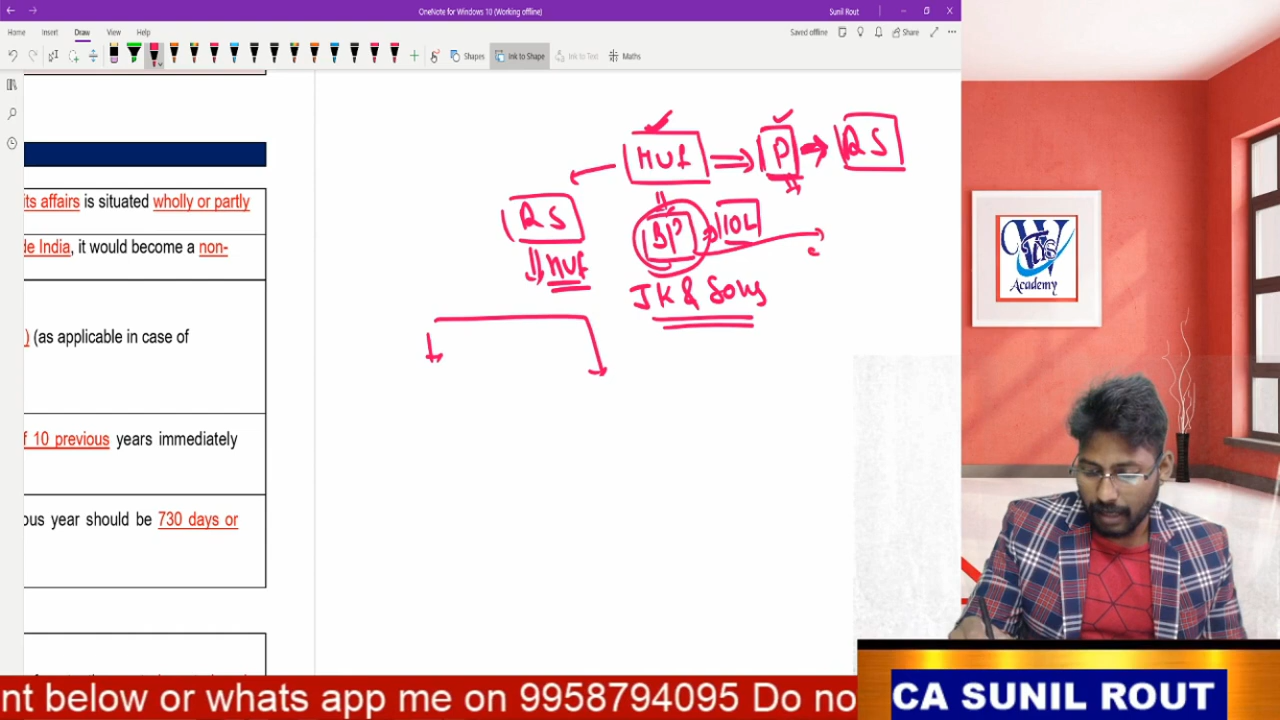 OneNote for Windows 10 (Working offline)
Sunil Rout
Home Insert Draw View Help
Saved offline
Share
Shapes
Ink to Shape
Ink to Text
Maths
its affairs is situated wholly or partly
de India, it would become a non-
) (as applicable in case of
f 10 previous years immediately
ous year should be 730 days or
HUF
P
RS
RS
BP
10L
HUF
JK & Sons
W
Academy
nt below or whats app me on 9958794095 Do no
CA SUNIL ROUT